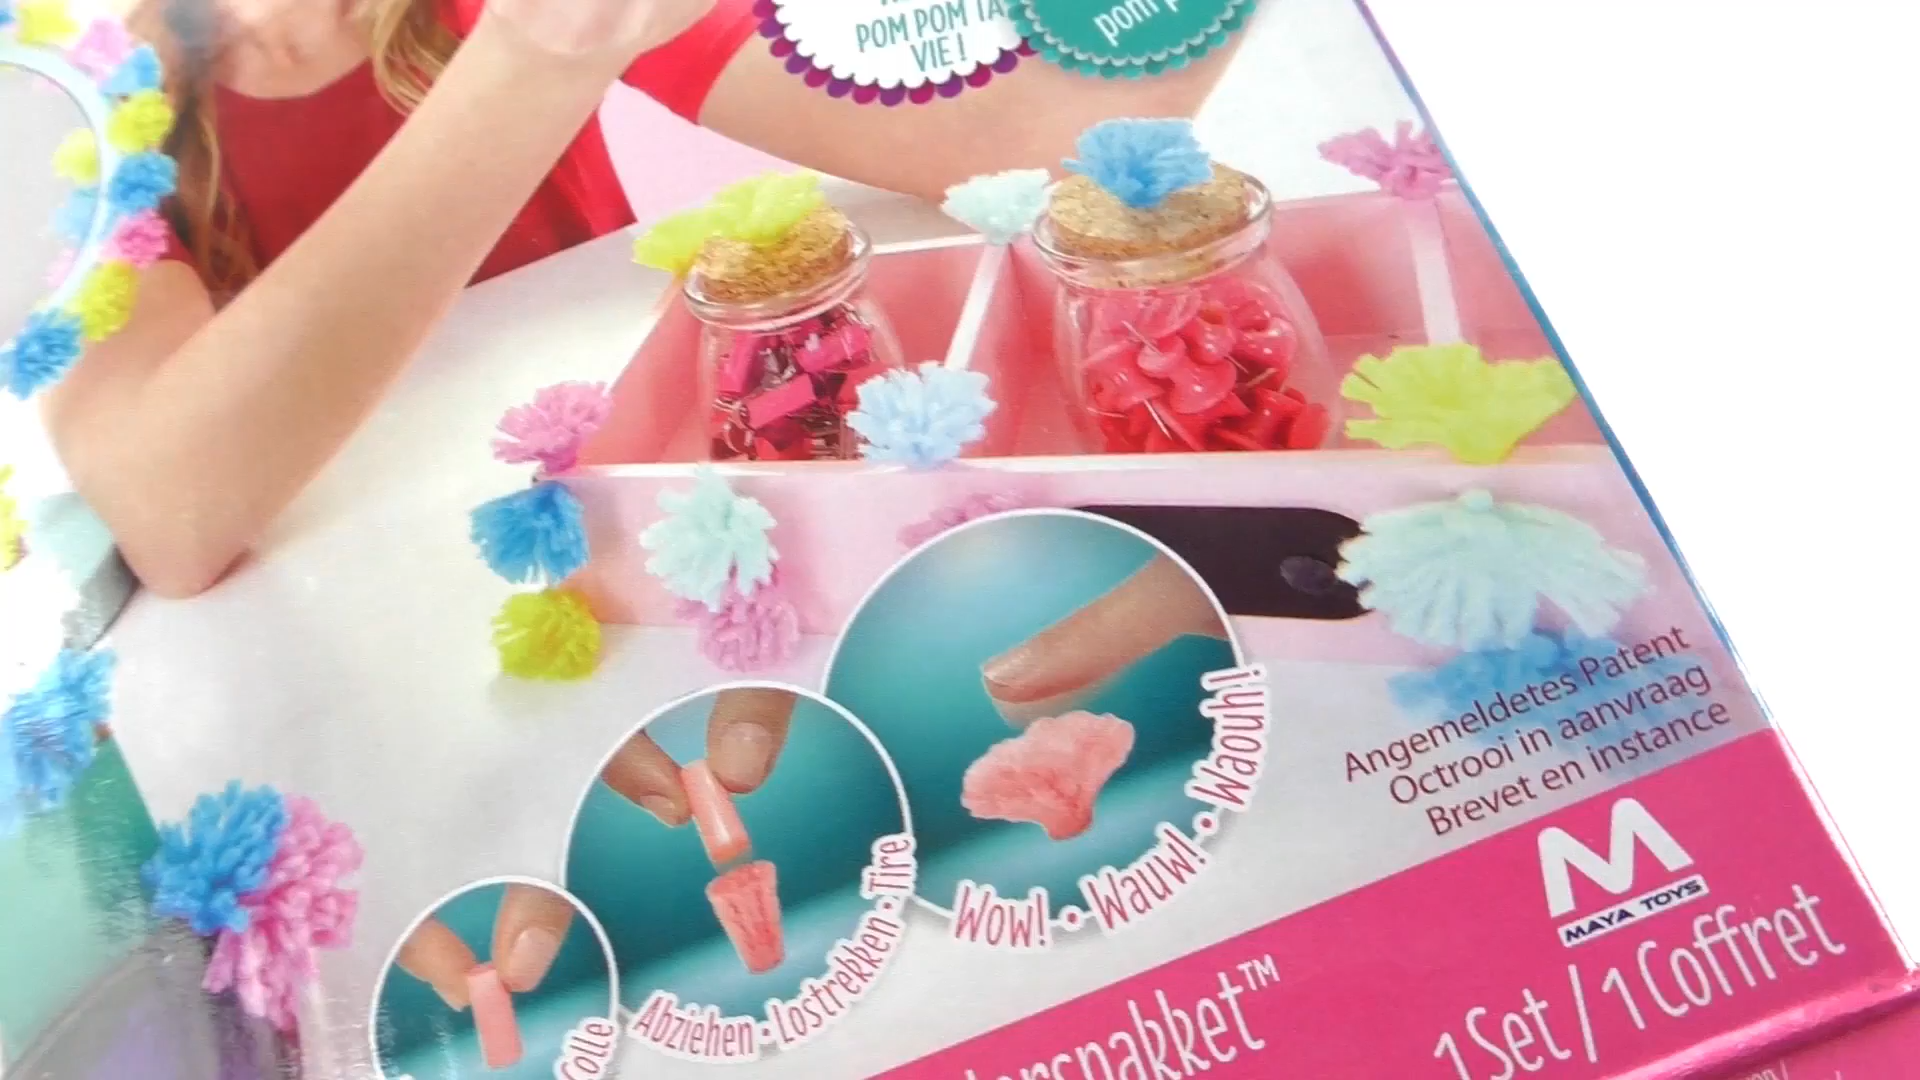 POM POM TA
VIE !
pom
Angemeldetes Patent
Octrooi in aanvraag
Brevet en instance
Wow! • Wauw! • Waouh!
Abziehen • Lostrekken • Tire
Colle
MAYA TOYS
1 Set / 1 Coffret